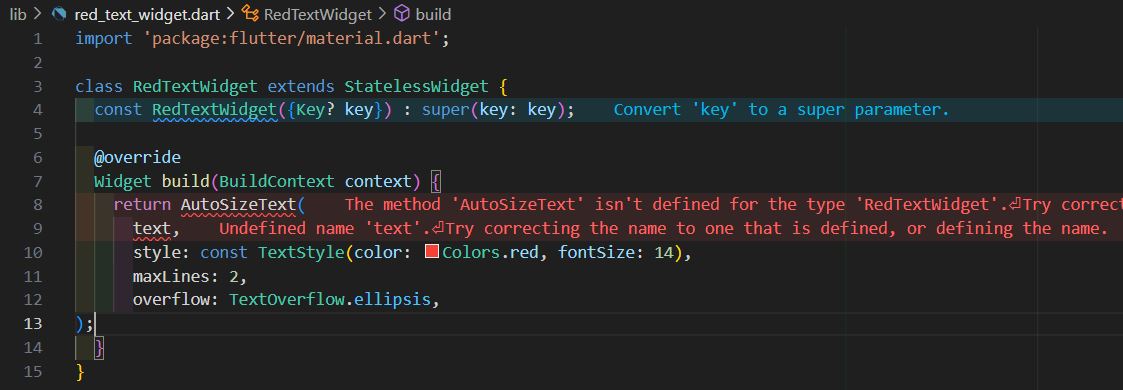 lib > red_text_widget.dart > RedTextWidget > build
1 import 'package:flutter/material.dart';
2
3 class RedTextWidget extends StatelessWidget {
4 const RedTextWidget({Key? key}) : super(key: key); Convert 'key' to a super parameter.
5
6 @override
7 Widget build(BuildContext context) {
8 return AutoSizeText( The method 'AutoSizeText' isn't defined for the type 'RedTextWidget'.⏎Try correct
9 text, Undefined name 'text'.⏎Try correcting the name to one that is defined, or defining the name.
10 style: const TextStyle(color: Colors.red, fontSize: 14),
11 maxLines: 2,
12 overflow: TextOverflow.ellipsis,
13 );
14 }
15 }